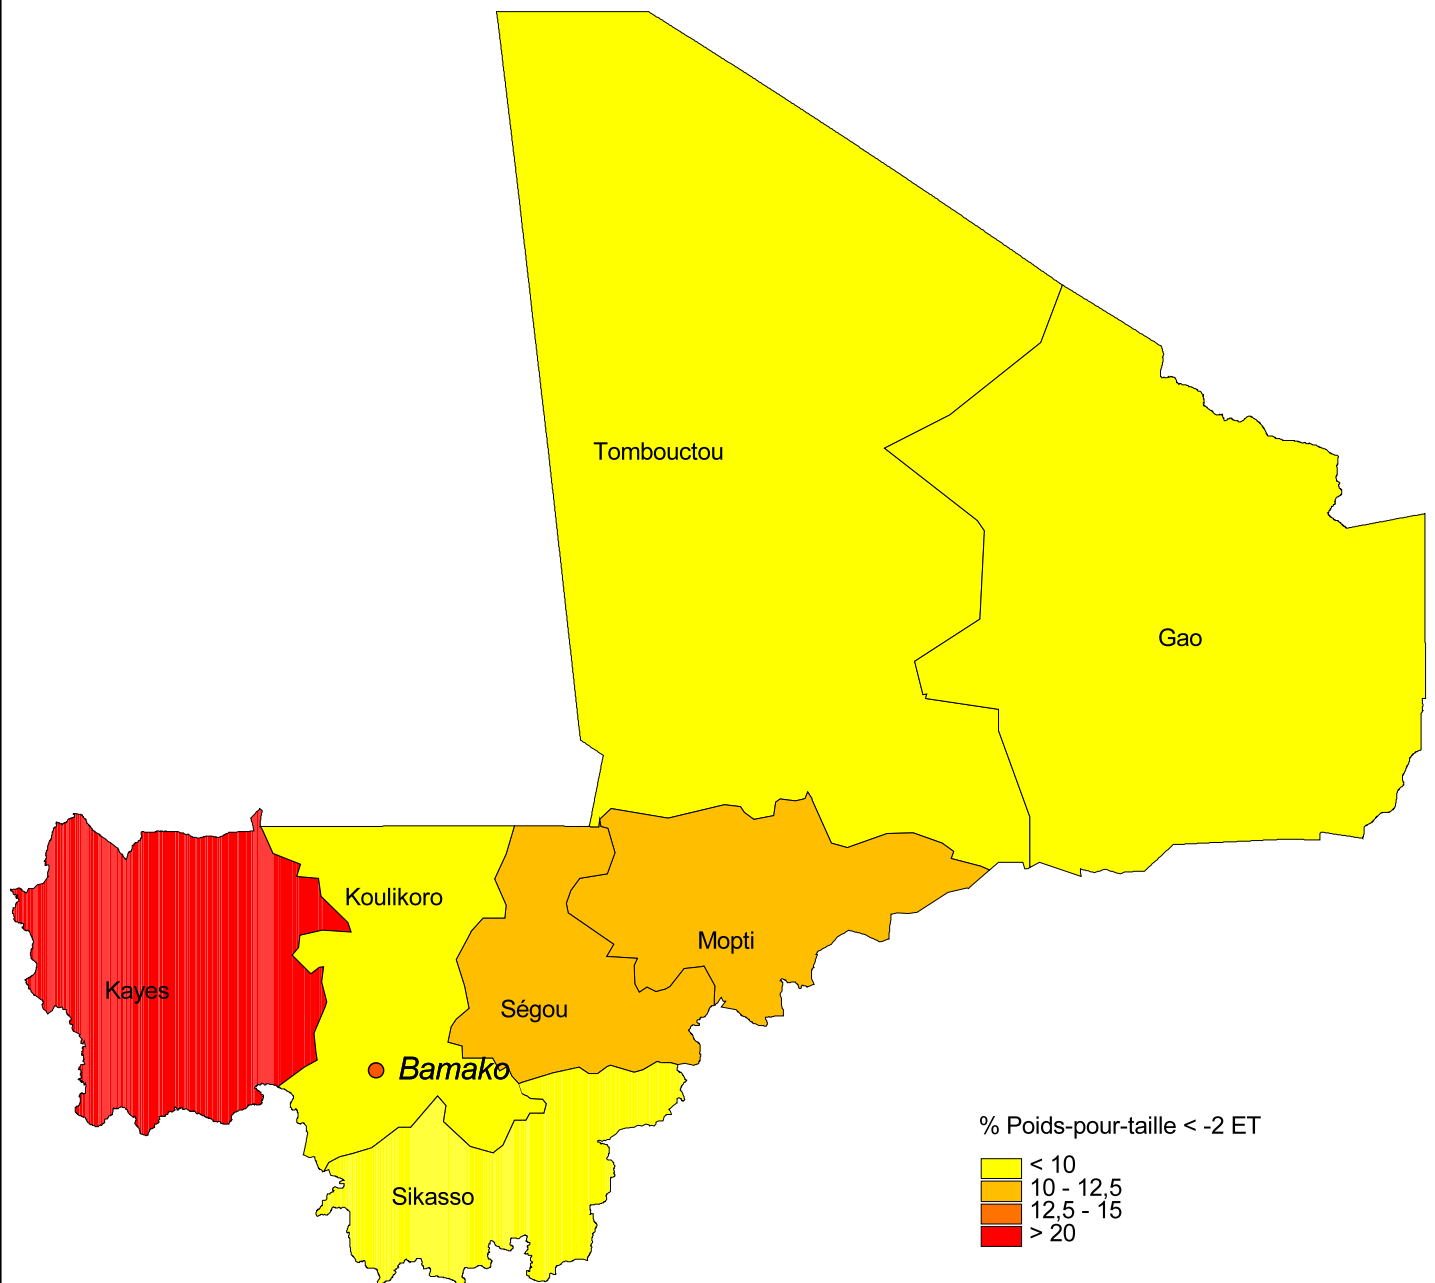 Tombouctou
Gao
Koulikoro
Mopti
Kayes
Ségou
Bamako
Sikasso
% Poids-pour-taille < -2 ET
< 10
10 - 12,5
12,5 - 15
> 20